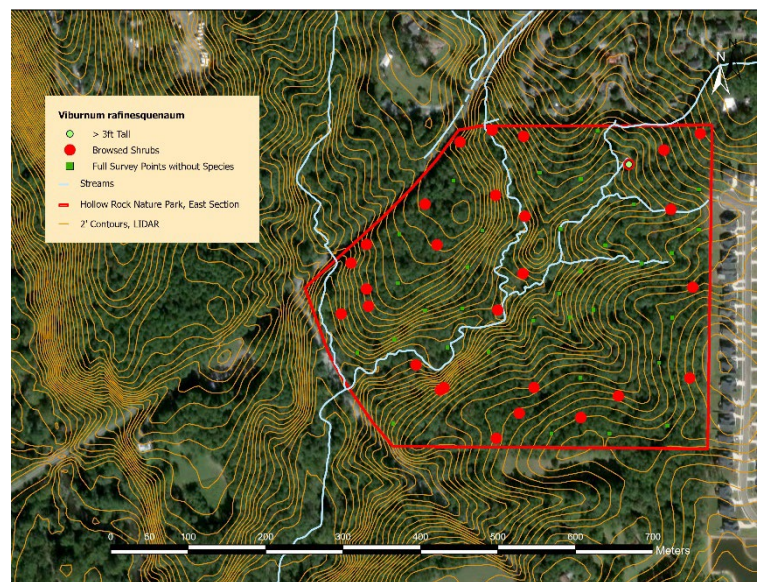 N
N
Viburnum rafinesquenaum
> 3ft Tall
Browsed Shrubs
Full Survey Points without Species
Streams
Hollow Rock Nature Park, East Section
2' Contours, LIDAR
0 50 100 200 300 400 500 600 700
Meters